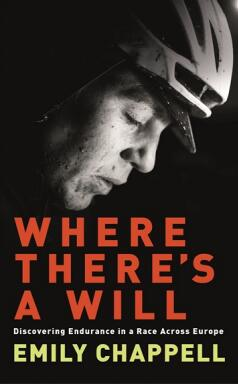 WHERE
THERE'S
A WILL
Discovering Endurance in a Race Across Europe
EMILY CHAPPELL